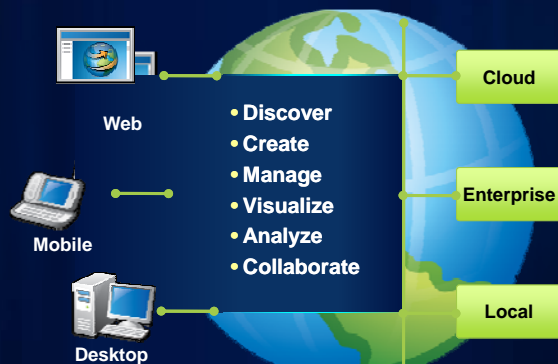 Web
Mobile
Desktop
• Discover
• Create
• Manage
• Visualize
• Analyze
• Collaborate
Cloud
Enterprise
Local